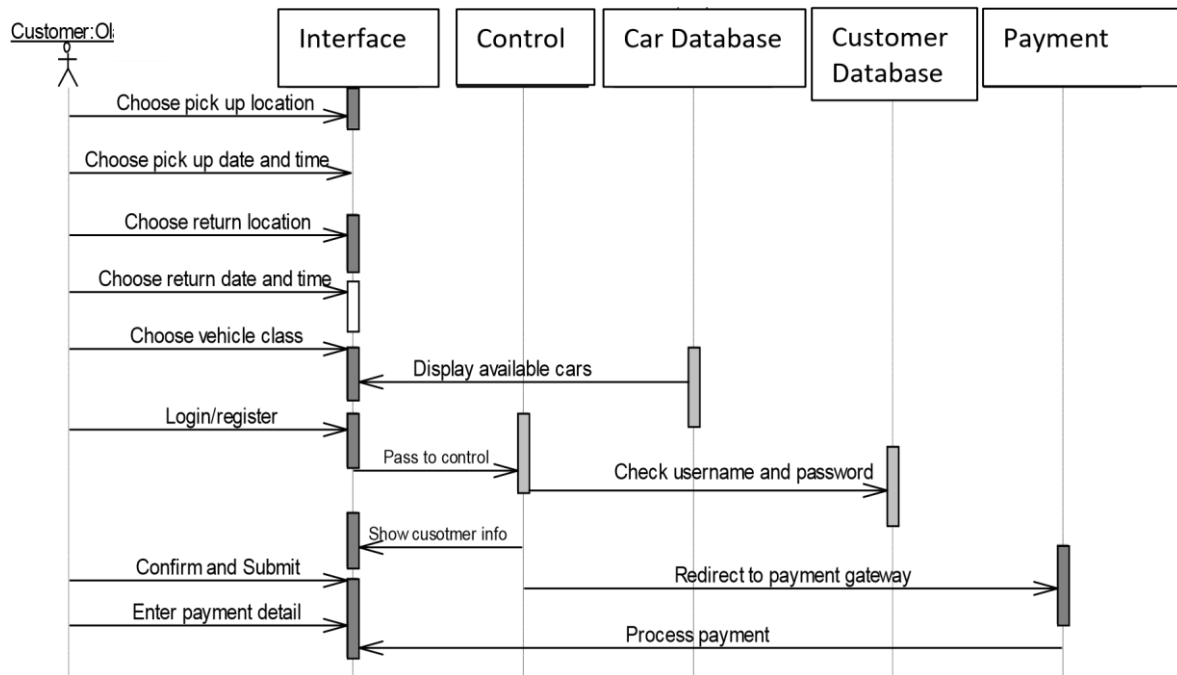 Customer:Ol
Interface
Control
Car Database
Customer
Database
Payment
Choose pick up location
Choose pick up date and time
Choose return location
Choose return date and time
Choose vehicle class
Display available cars
Login/register
Pass to control
Check username and password
Show cusotmer info
Confirm and Submit
Redirect to payment gateway
Enter payment detail
Process payment